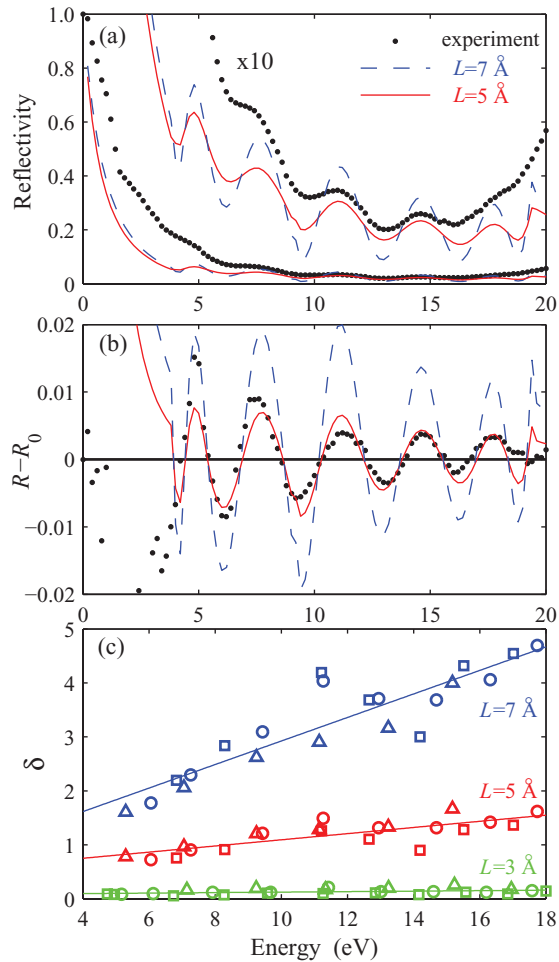 (a)
x10
experiment
L=7 Å
L=5 Å
Reflectivity
1.0
0.8
0.6
0.4
0.2
0
0 5 10 15 20
(b)
R−R0
0.02
0.01
0
−0.01
−0.02
0 5 10 15 20
(c)
δ
5
4
3
2
1
0
L=7 Å
L=5 Å
L=3 Å
4 6 8 10 12 14 16 18
Energy (eV)